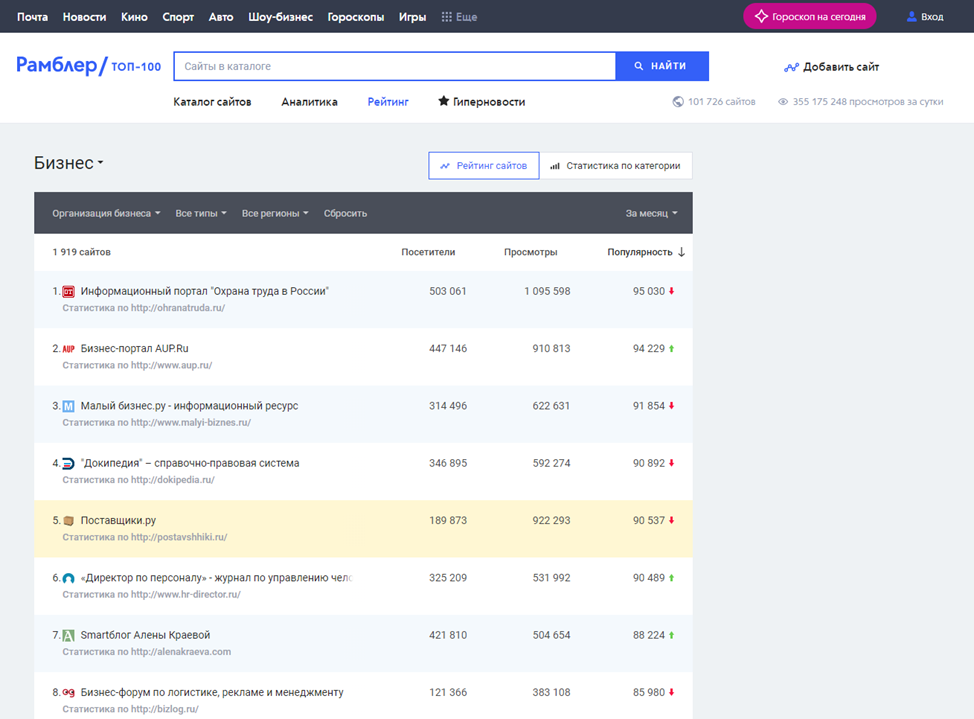 Почта Новости Кино Спорт Авто Шоу-бизнес Гороскопы Игры Еще Гороскоп на сегодня Вход
Рамблер/ ТОП-100 Сайты в каталоге НАЙТИ Добавить сайт
Каталог сайтов Аналитика Рейтинг Гиперновости 101 726 сайтов 355 175 248 просмотров за сутки
Бизнес Рейтинг сайтов Статистика по категории
Организация бизнеса Все типы Все регионы Сбросить За месяц
1 919 сайтов Посетители Просмотры Популярность
1. ОТ Информационный портал "Охрана труда в России" 503 061 1 095 598 95 030
Статистика по http://ohranatruda.ru/
2. AUP Бизнес-портал AUP.Ru 447 146 910 813 94 229
Статистика по http://www.aup.ru/
3. М Малый бизнес.ру - информационный ресурс 314 496 622 631 91 854
Статистика по http://www.malyi-biznes.ru/
4. "Докипедия" – справочно-правовая система 346 895 592 274 90 892
Статистика по http://dokipedia.ru/
5. Поставщики.ру 189 873 922 293 90 537
Статистика по http://postavshhiki.ru/
6. «Директор по персоналу» - журнал по управлению чело 325 209 531 992 90 489
Статистика по http://www.hr-director.ru/
7. А Smartблог Алены Краевой 421 810 504 654 88 224
Статистика по http://alenakraeva.com
8. Бизнес-форум по логистике, рекламе и менеджменту 121 366 383 108 85 980
Статистика по http://bizlog.ru/